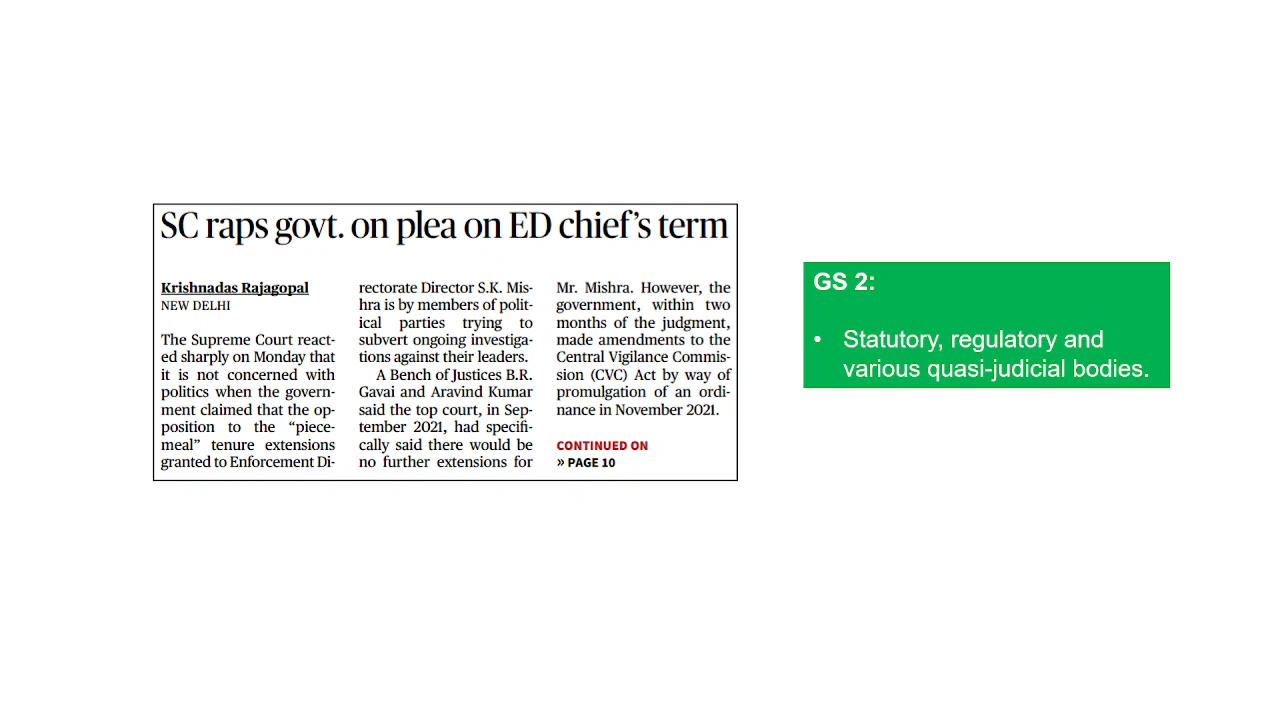 SC raps govt. on plea on ED chief’s term
Krishnadas Rajagopal
NEW DELHI
The Supreme Court react-
ed sharply on Monday that
it is not concerned with
politics when the govern-
ment claimed that the op-
position to the “piece-
meal” tenure extensions
granted to Enforcement Di-
rectorate Director S.K. Mis-
hra is by members of polit-
ical parties trying to
subvert ongoing investiga-
tions against their leaders.
A Bench of Justices B.R.
Gavai and Aravind Kumar
said the top court, in Sep-
tember 2021, had specifi-
cally said there would be
no further extensions for
Mr. Mishra. However, the
government, within two
months of the judgment,
made amendments to the
Central Vigilance Commis-
sion (CVC) Act by way of
promulgation of an ordi-
nance in November 2021.
CONTINUED ON
» PAGE 10
GS 2:
• Statutory, regulatory and
various quasi-judicial bodies.